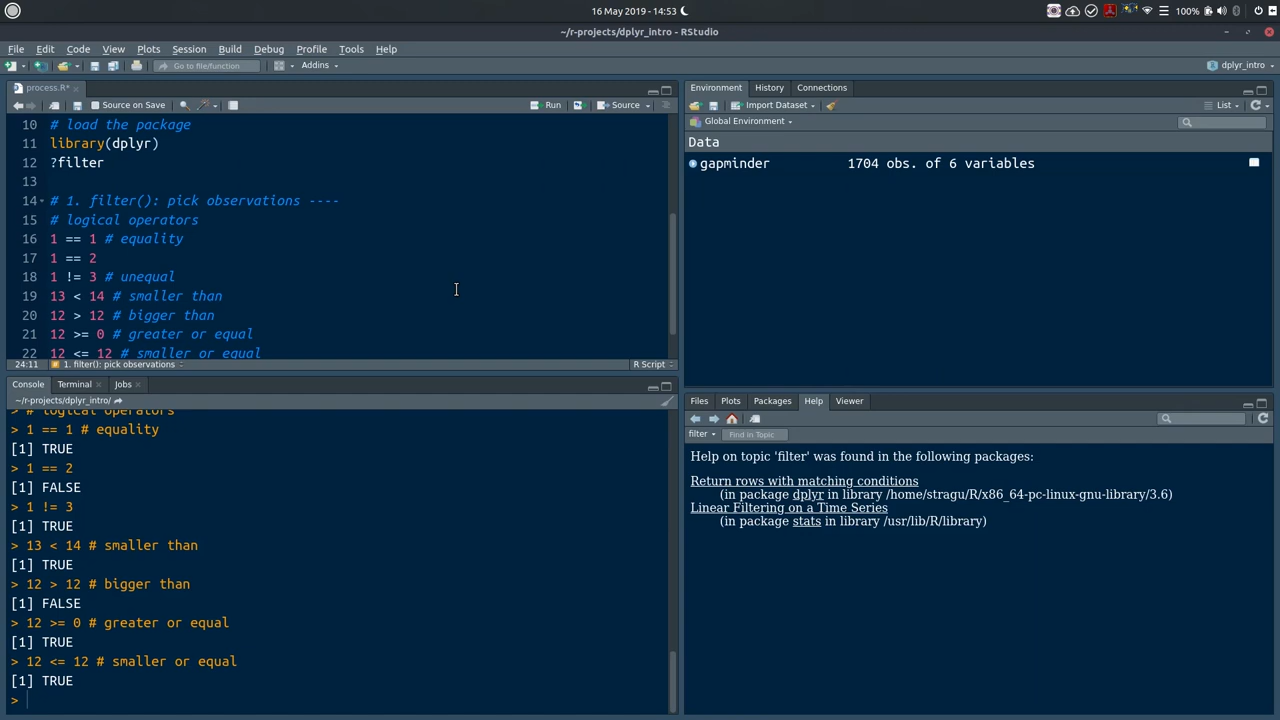 16 May 2019 - 14:53
100%
~/r-projects/dplyr_intro - RStudio
File Edit Code View Plots Session Build Debug Profile Tools Help
Go to file/function Addins dplyr_intro
process.R*
Source on Save Run Source
10 # load the package
11 library(dplyr)
12 ?filter
13
14 # 1. filter(): pick observations ----
15 # logical operators
16 1 == 1 # equality
17 1 == 2
18 1 != 3 # unequal
19 13 < 14 # smaller than
20 12 > 12 # bigger than
21 12 >= 0 # greater or equal
22 12 <= 12 # smaller or equal
24:11 1. filter(): pick observations R Script
Console Terminal Jobs
~/r-projects/dplyr_intro/
> # logical operators
> 1 == 1 # equality
[1] TRUE
> 1 == 2
[1] FALSE
> 1 != 3
[1] TRUE
> 13 < 14 # smaller than
[1] TRUE
> 12 > 12 # bigger than
[1] FALSE
> 12 >= 0 # greater or equal
[1] TRUE
> 12 <= 12 # smaller or equal
[1] TRUE
>
Environment History Connections
Import Dataset List
Global Environment
Data
gapminder 1704 obs. of 6 variables
Files Plots Packages Help Viewer
filter Find in Topic
Help on topic 'filter' was found in the following packages:
Return rows with matching conditions
(in package dplyr in library /home/stragu/R/x86_64-pc-linux-gnu-library/3.6)
Linear Filtering on a Time Series
(in package stats in library /usr/lib/R/library)